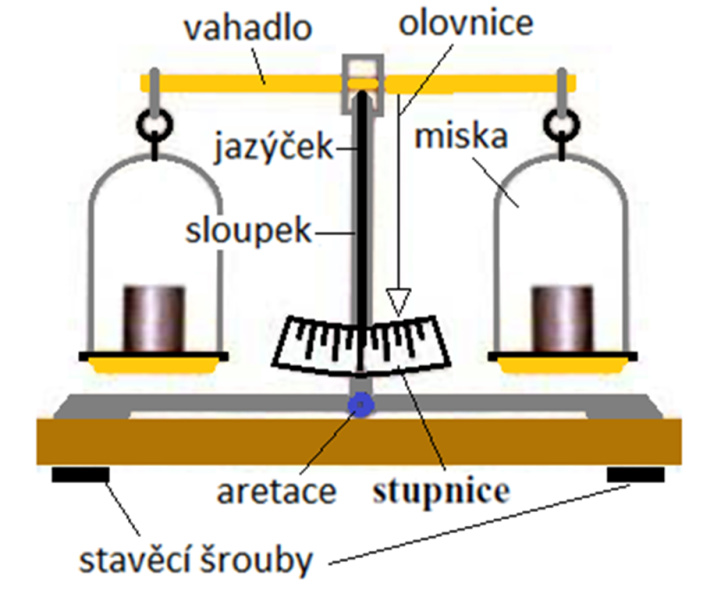 vahadlo
olovnice
jazýček
miska
sloupek
aretace
stupnice
stavěcí šrouby